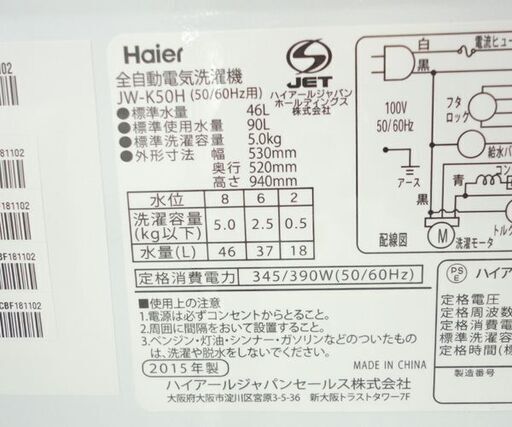 Haier
全自動電気洗濯機
JW-K50H (50/60Hz用)
JET
ハイアールジャパン
ホールディングス
株式会社
●標準水量 46L
●標準使用水量 90L
●標準洗濯容量 5.0kg
●外形寸法 幅 530mm
奥行 520mm
高さ 940mm
水位 8 6 2
洗濯容量 (kg以下) 5.0 2.5 0.5
水量(L) 46 37 18
定格消費電力 345/390W(50/60Hz)
■使用上の注意
1.電源は必ずコンセントからとること。
2.周囲に間隔をおいて設置すること。
3.ベンジン・灯油・シンナー・ガソリンなどのついたもの
は、洗濯や脱水をしないでください。
2015年製
MADE IN CHINA
ハイアールジャパンセールス株式会社
大阪府大阪市淀川区宮原3-5-36 新大阪トラストタワー7F
白
電流ヒュー
黒
100V
50/60Hz
フタ
ロック
給水バ
アース
黒
青
コン
配線図
M
洗濯モータ
トルク
PS
E
ハイア
定格電圧
定格周波数
定格消費電
標準洗濯容
定格時間(標
製造番号
181102
F181102
BF181102
CBF181102